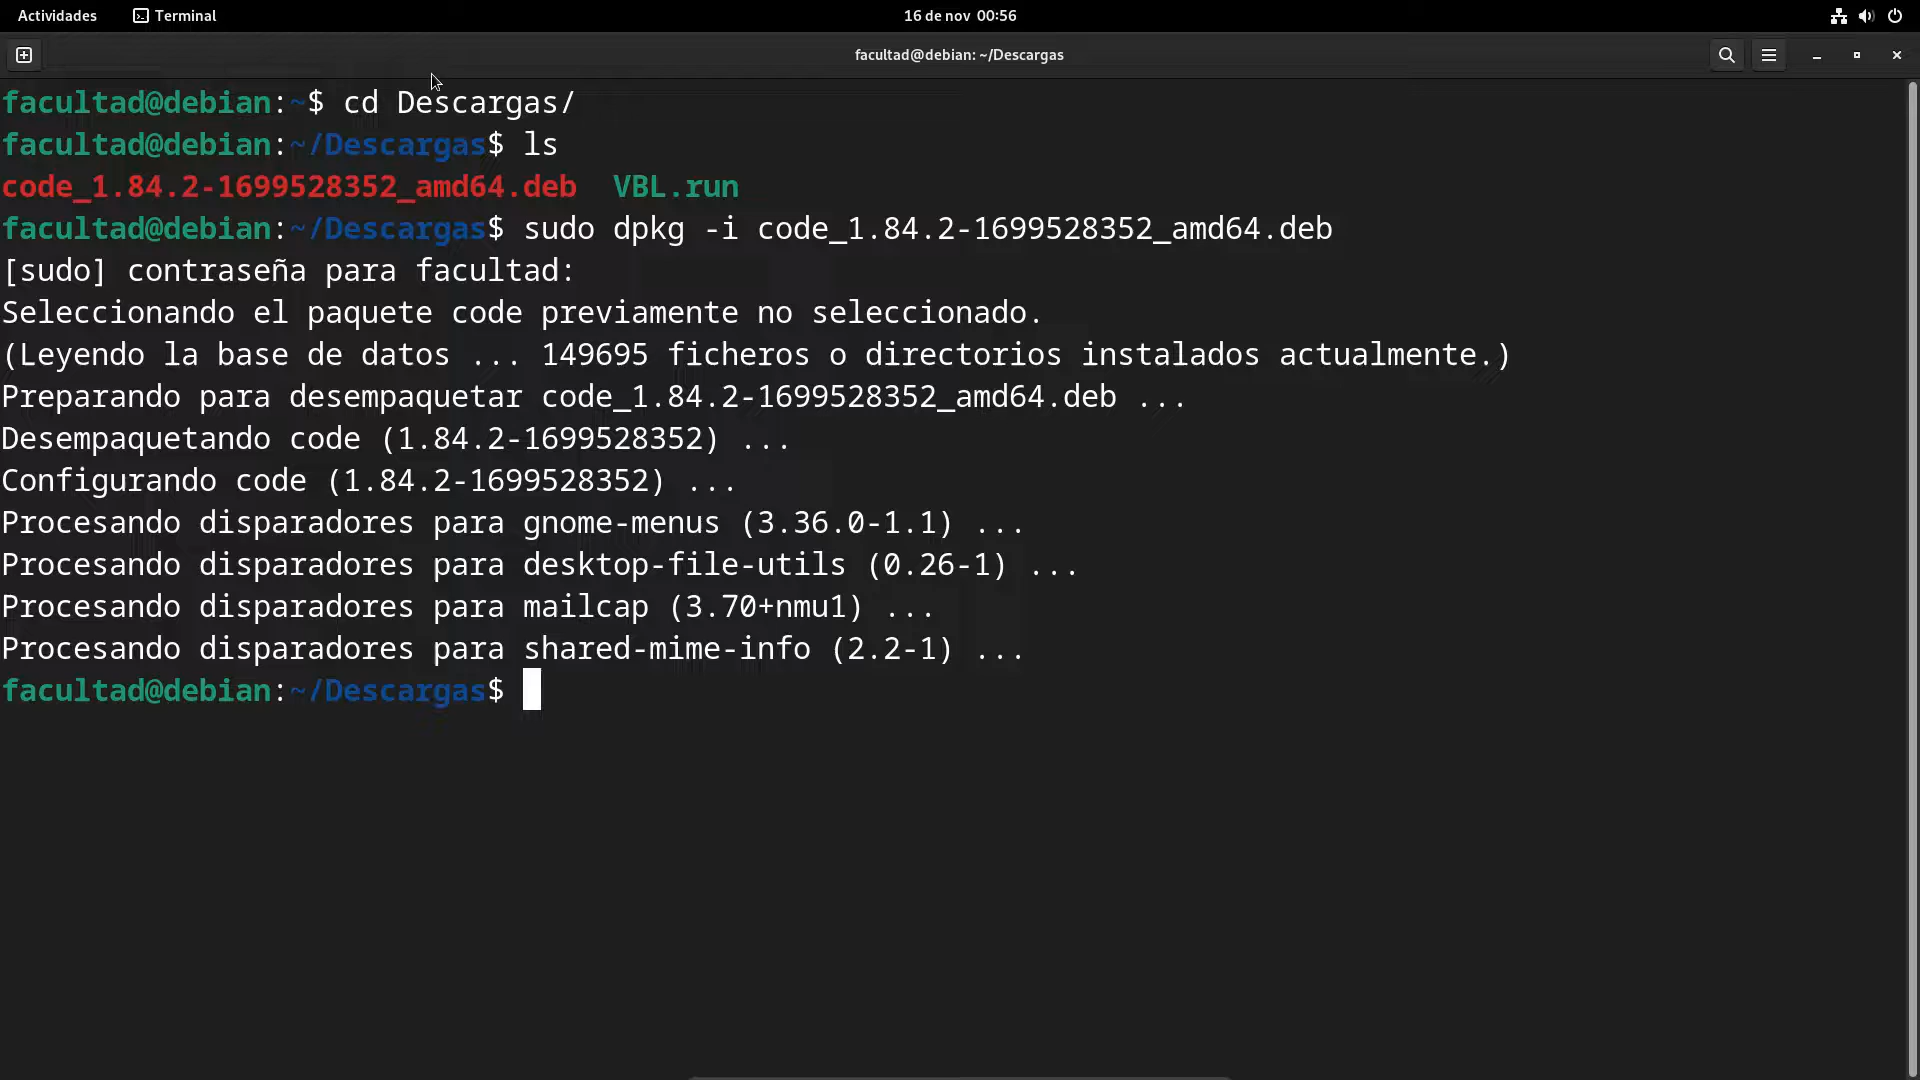 Actividades Terminal 16 de nov 00:56
facultad@debian: ~/Descargas
facultad@debian:~$ cd Descargas/
facultad@debian:~/Descargas$ ls
code_1.84.2-1699528352_amd64.deb VBL.run
facultad@debian:~/Descargas$ sudo dpkg -i code_1.84.2-1699528352_amd64.deb
[sudo] contraseña para facultad:
Seleccionando el paquete code previamente no seleccionado.
(Leyendo la base de datos ... 149695 ficheros o directorios instalados actualmente.)
Preparando para desempaquetar code_1.84.2-1699528352_amd64.deb ...
Desempaquetando code (1.84.2-1699528352) ...
Configurando code (1.84.2-1699528352) ...
Procesando disparadores para gnome-menus (3.36.0-1.1) ...
Procesando disparadores para desktop-file-utils (0.26-1) ...
Procesando disparadores para mailcap (3.70+nmu1) ...
Procesando disparadores para shared-mime-info (2.2-1) ...
facultad@debian:~/Descargas$